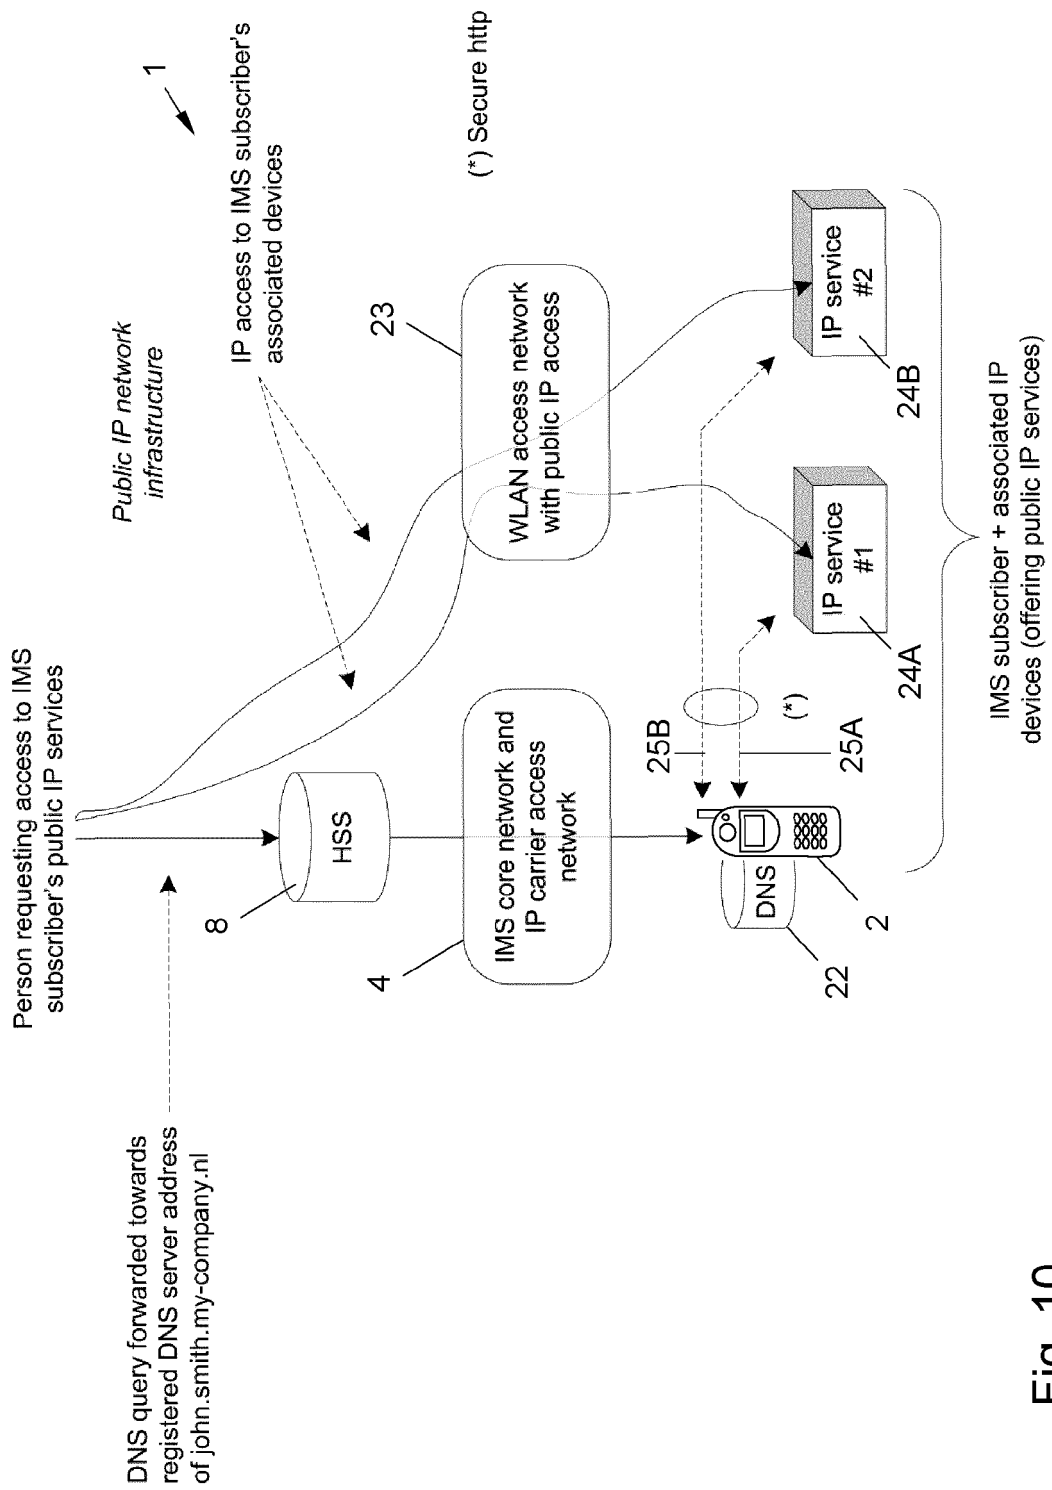 Person requesting access to IMS
subscriber's public IP services
DNS query forwarded towards
registered DNS server address
of john.smith.my-company.nl
Public IP network
infrastructure
1
IP access to IMS subscriber's
associated devices
8
HSS
4
IMS core network and
IP carrier access
network
23
WLAN access network
with public IP access
(*) Secure http
25B
25A
(*)
DNS
22
2
IP service
#1
24A
IP service
#2
24B
IMS subscriber + associated IP
devices (offering public IP services)
Fig. 10